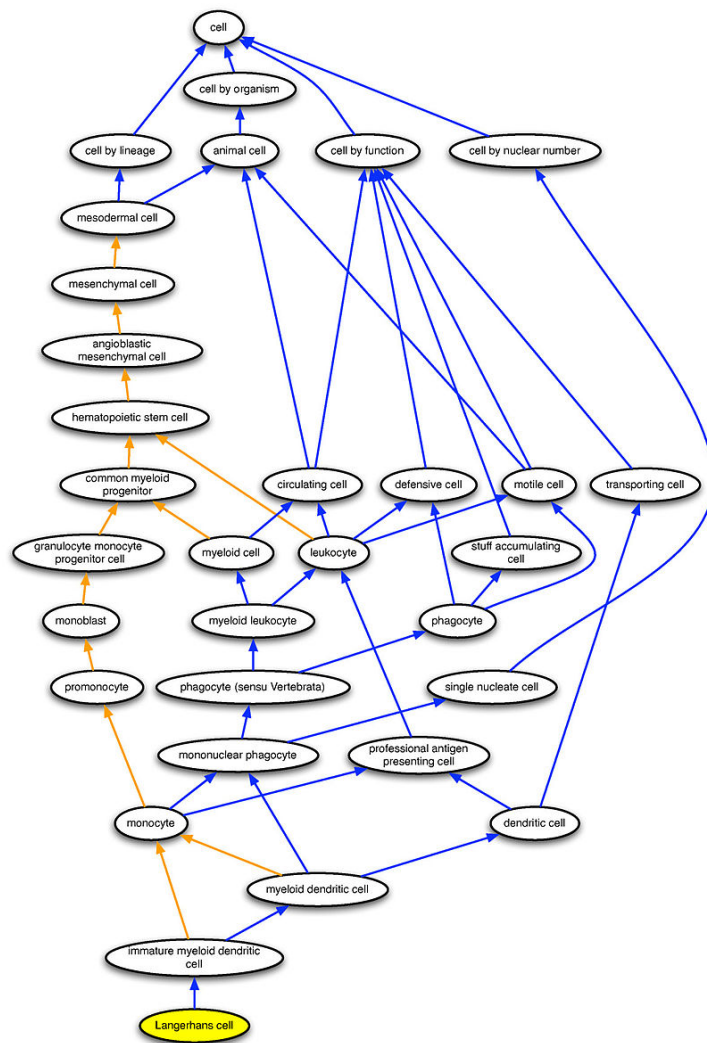 cell
cell by organism
cell by lineage
animal cell
cell by function
cell by nuclear number
mesodermal cell
mesenchymal cell
angioblastic
mesenchymal cell
hematopoietic stem cell
common myeloid
progenitor
circulating cell
defensive cell
motile cell
transporting cell
granulocyte monocyte
progenitor cell
myeloid cell
leukocyte
stuff accumulating
cell
monoblast
myeloid leukocyte
phagocyte
promonocyte
phagocyte (sensu Vertebrata)
single nucleate cell
mononuclear phagocyte
professional antigen
presenting cell
monocyte
dendritic cell
myeloid dendritic cell
immature myeloid dendritic
cell
Langerhans cell